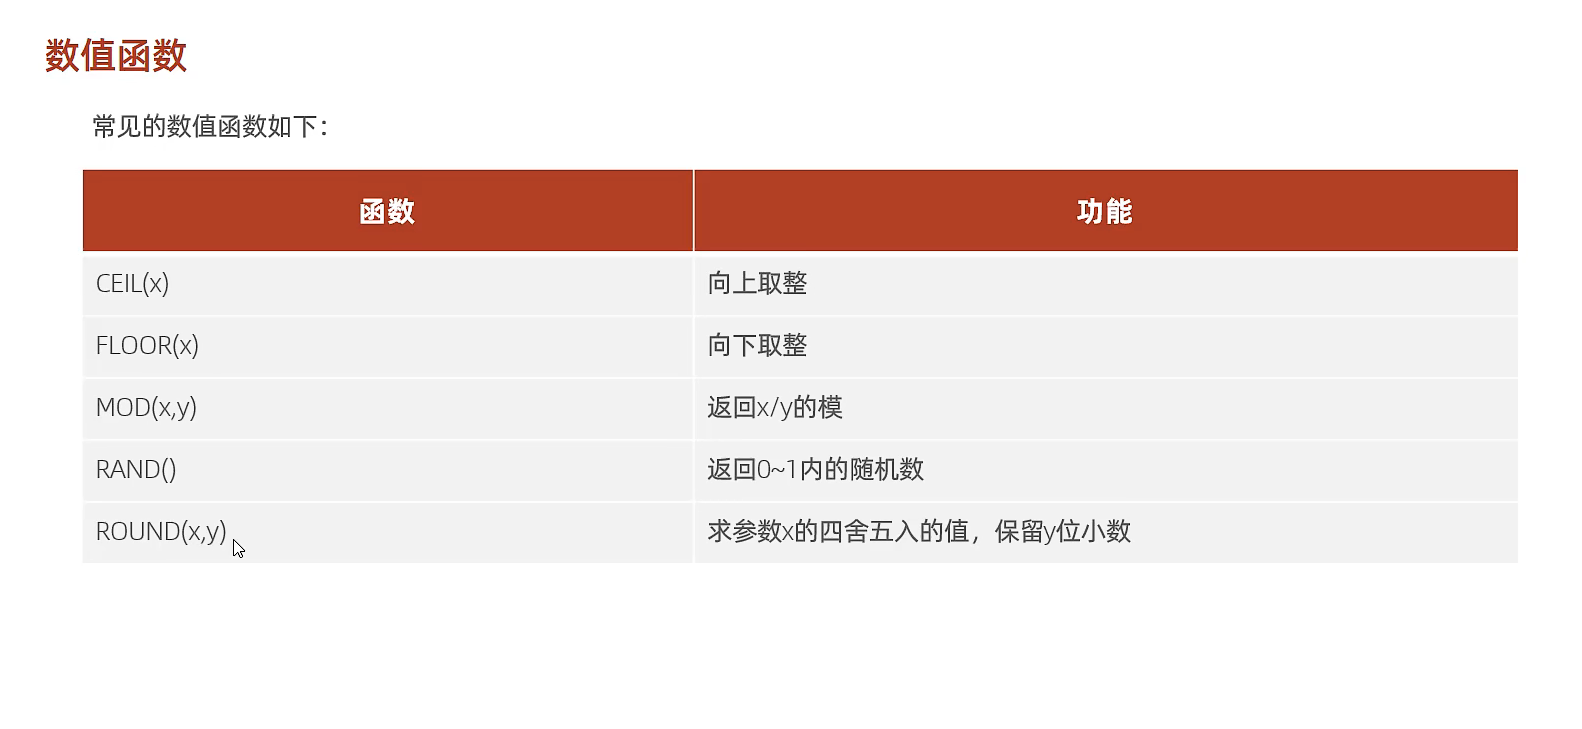 数值函数
常见的数值函数如下：
函数 功能
CEIL(x) 向上取整
FLOOR(x) 向下取整
MOD(x,y) 返回x/y的模
RAND() 返回0~1内的随机数
ROUND(x,y) 求参数x的四舍五入的值，保留y位小数